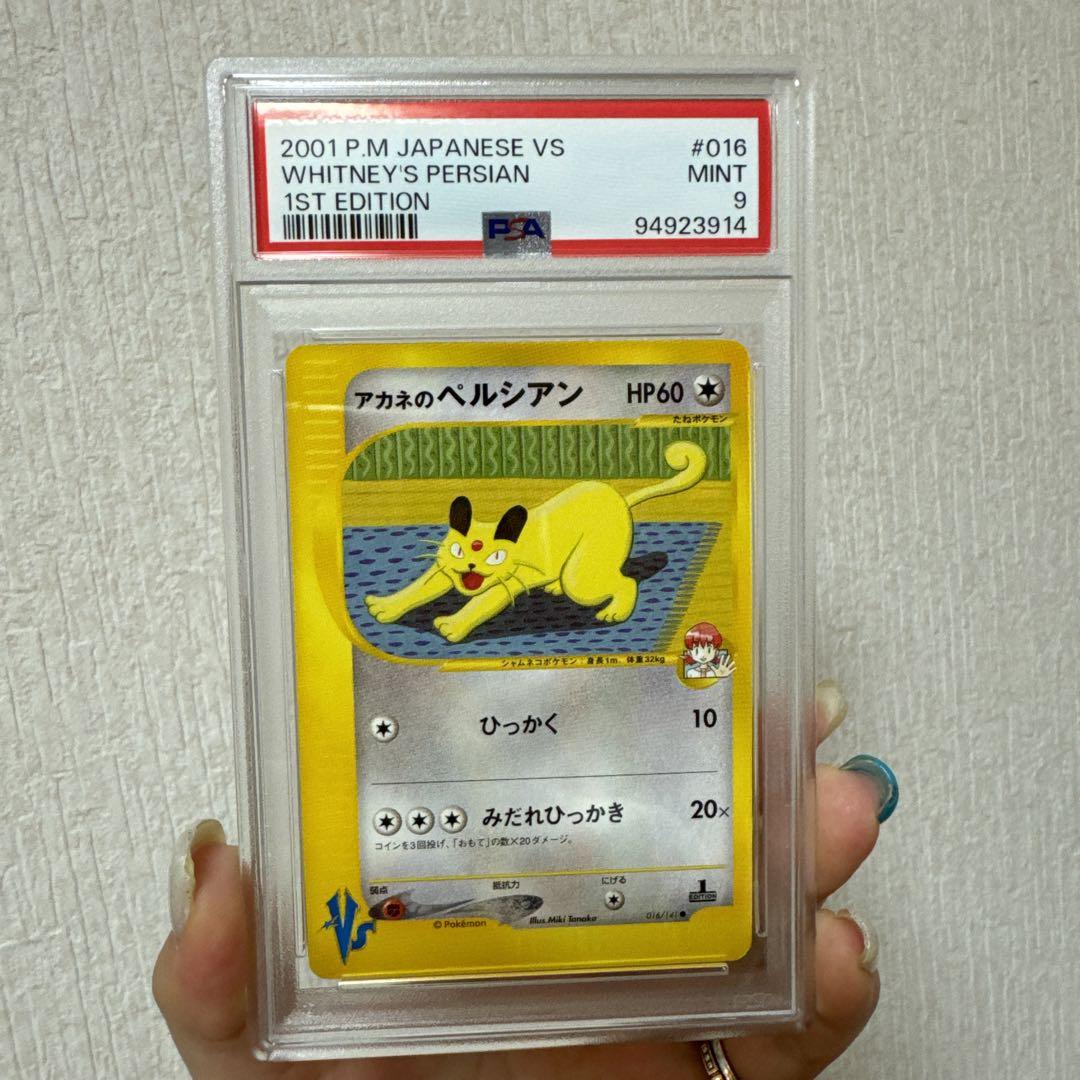 2001 P.M JAPANESE VS #016
WHITNEY'S PERSIAN MINT
1ST EDITION 9
PSA 94923914
アカネのペルシアン HP60
たねポケモン
シャムネコポケモン：身長1m、体重32kg
ひっかく 10
みだれひっかき 20×
コインを3回投げ、「おもて」の数×20ダメージ。
弱点 抵抗力 にげる
1
EDITION
VS
© Pokémon Illus. Miki Tanaka 016/141